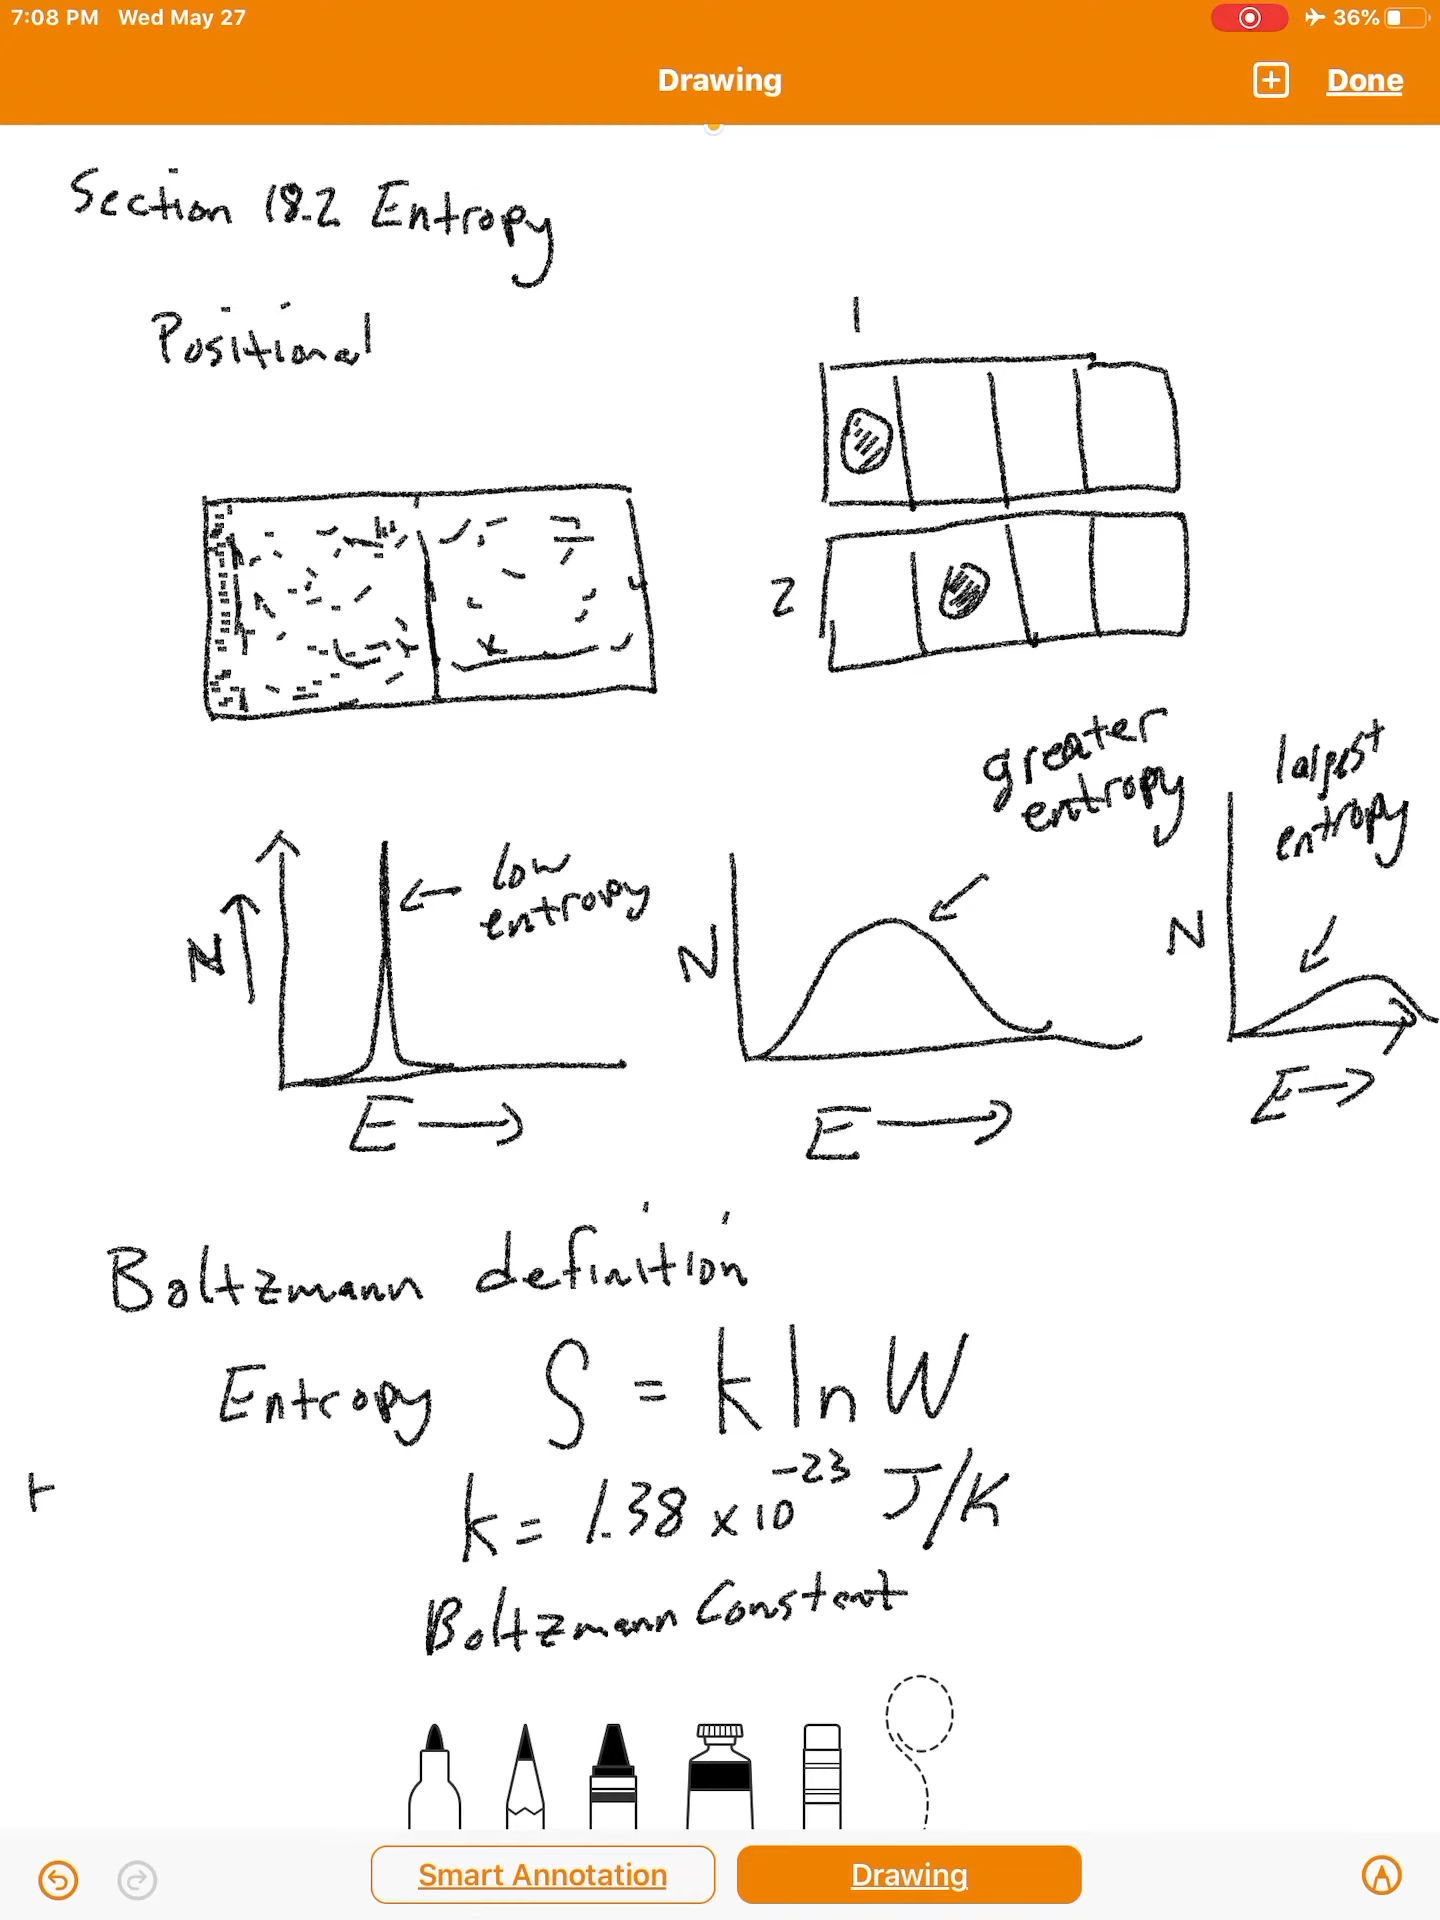 7:08 PM Wed May 27
36%
Drawing
Done
Section 18.2 Entropy
Positional
1
2
greater
entropy
largest
entropy
low
entropy
N
N
N
E
E
E
Boltzmann definition
Entropy S = k ln W
k = 1.38 x 10⁻²³ J/K
Boltzmann Constant
Smart Annotation
Drawing